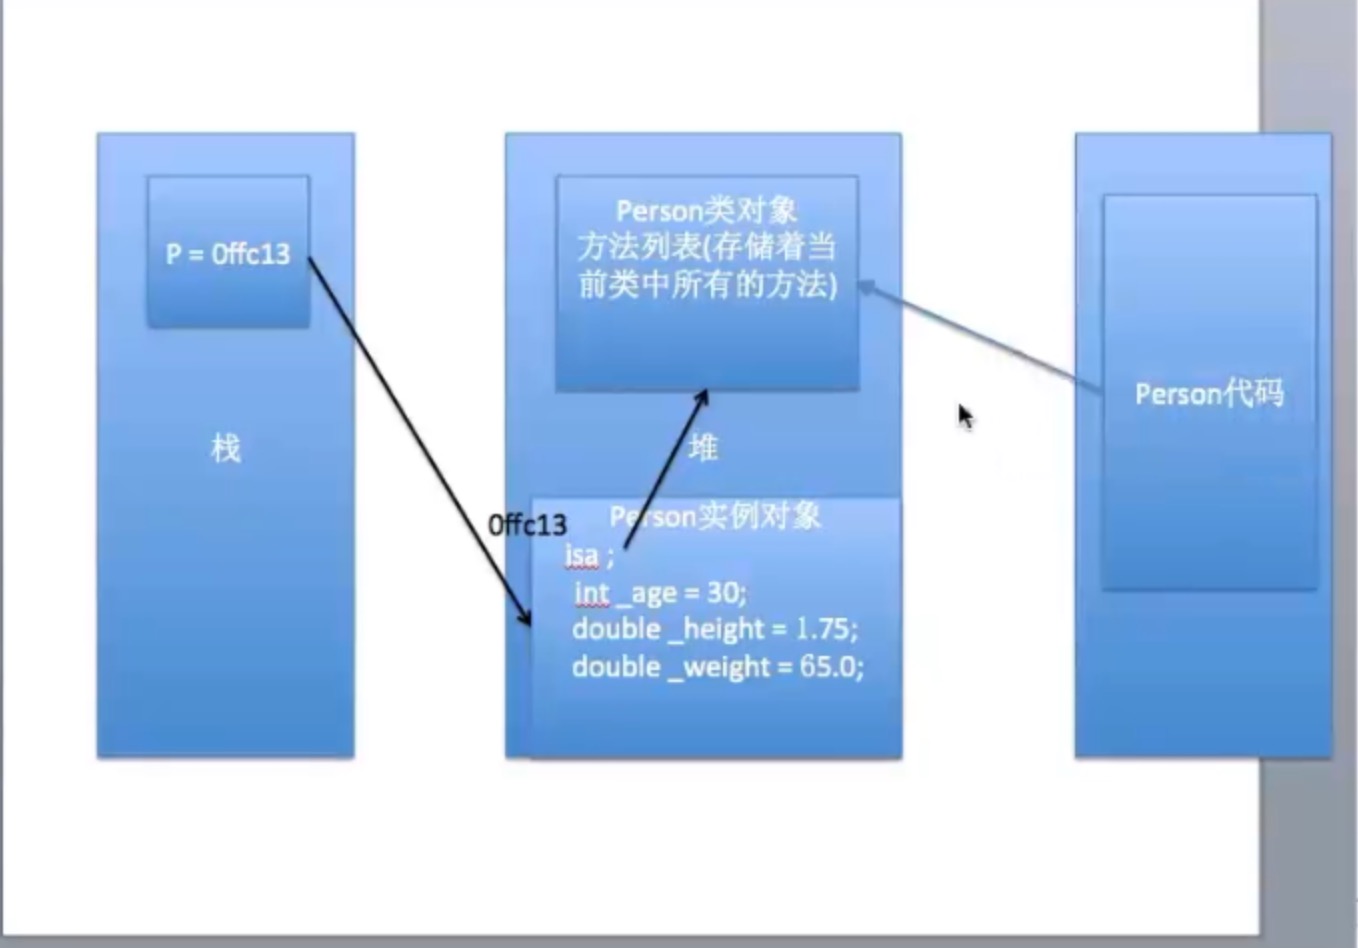 P = 0ffc13
栈
Person类对象
方法列表(存储着当
前类中所有的方法)
堆
0ffc13
Person实例对象
isa ;
int _age = 30;
double _height = 1.75;
double _weight = 65.0;
Person代码